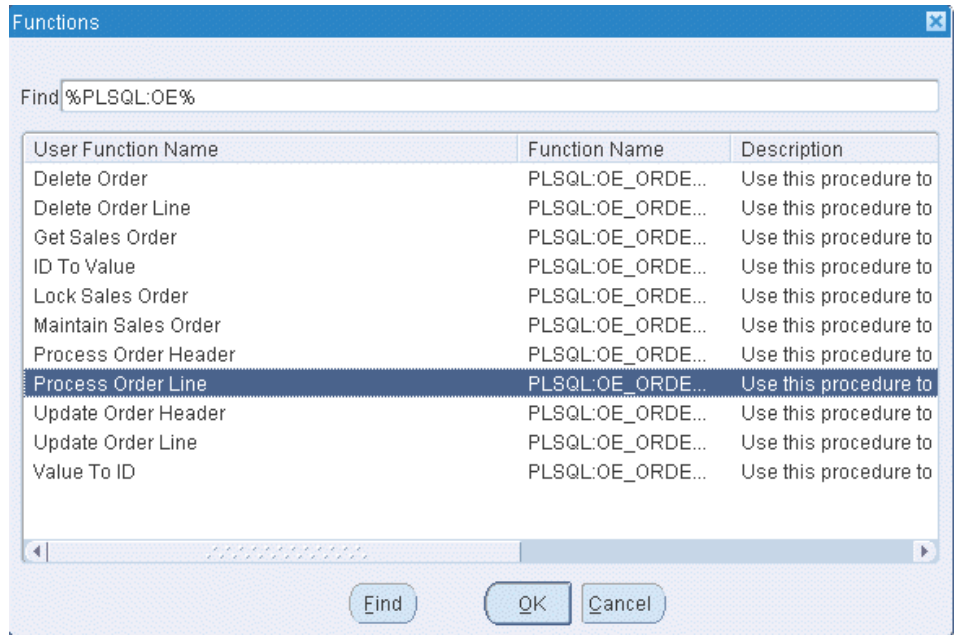 Functions
Find %PLSQL:OE%
User Function Name Function Name Description
Delete Order PLSQL:OE_ORDE... Use this procedure to
Delete Order Line PLSQL:OE_ORDE... Use this procedure to
Get Sales Order PLSQL:OE_ORDE... Use this procedure to
ID To Value PLSQL:OE_ORDE... Use this procedure to
Lock Sales Order PLSQL:OE_ORDE... Use this procedure to
Maintain Sales Order PLSQL:OE_ORDE... Use this procedure to
Process Order Header PLSQL:OE_ORDE... Use this procedure to
Process Order Line PLSQL:OE_ORDE... Use this procedure to
Update Order Header PLSQL:OE_ORDE... Use this procedure to
Update Order Line PLSQL:OE_ORDE... Use this procedure to
Value To ID PLSQL:OE_ORDE... Use this procedure to
Find OK Cancel